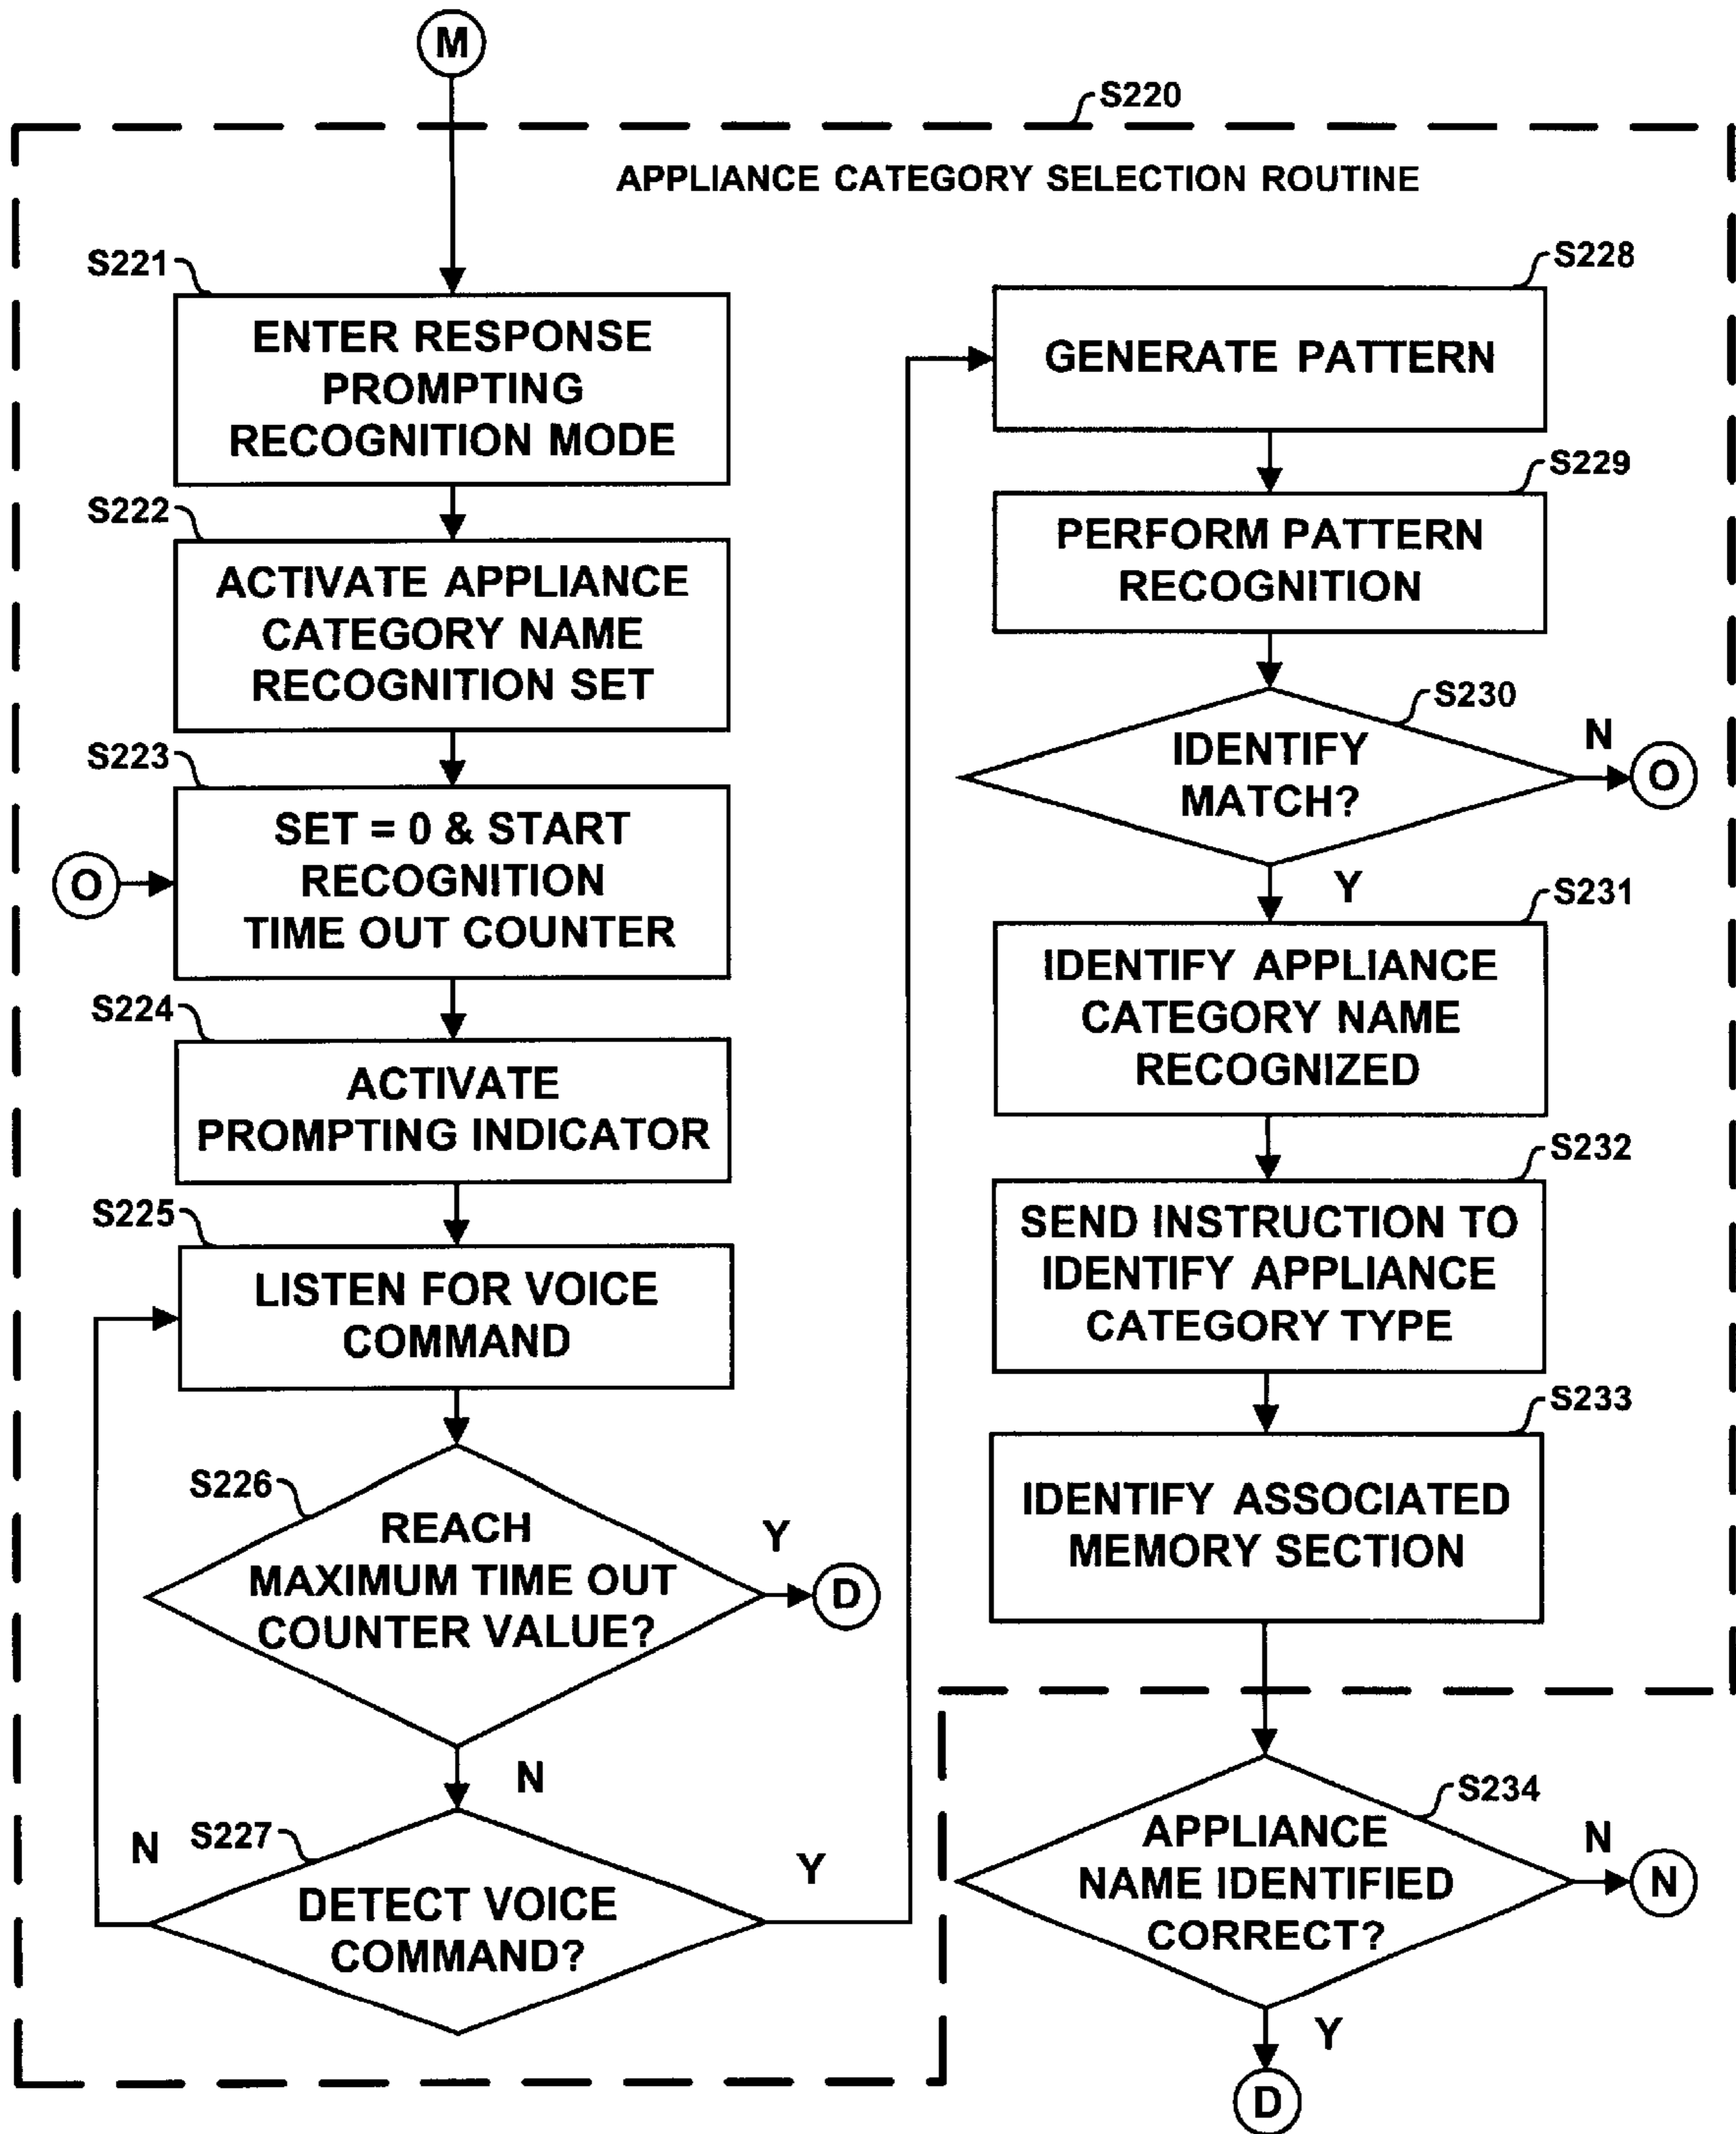 M
S220
APPLIANCE CATEGORY SELECTION ROUTINE
S221
ENTER RESPONSE
PROMPTING
RECOGNITION MODE
S222
ACTIVATE APPLIANCE
CATEGORY NAME
RECOGNITION SET
S223
SET = 0 & START
RECOGNITION
TIME OUT COUNTER
O
S224
ACTIVATE
PROMPTING INDICATOR
S225
LISTEN FOR VOICE
COMMAND
S226
REACH
MAXIMUM TIME OUT
COUNTER VALUE?
Y
D
N
S227
DETECT VOICE
COMMAND?
N
Y
S228
GENERATE PATTERN
S229
PERFORM PATTERN
RECOGNITION
S230
IDENTIFY
MATCH?
N
O
Y
S231
IDENTIFY APPLIANCE
CATEGORY NAME
RECOGNIZED
S232
SEND INSTRUCTION TO
IDENTIFY APPLIANCE
CATEGORY TYPE
S233
IDENTIFY ASSOCIATED
MEMORY SECTION
S234
APPLIANCE
NAME IDENTIFIED
CORRECT?
N
N
Y
D